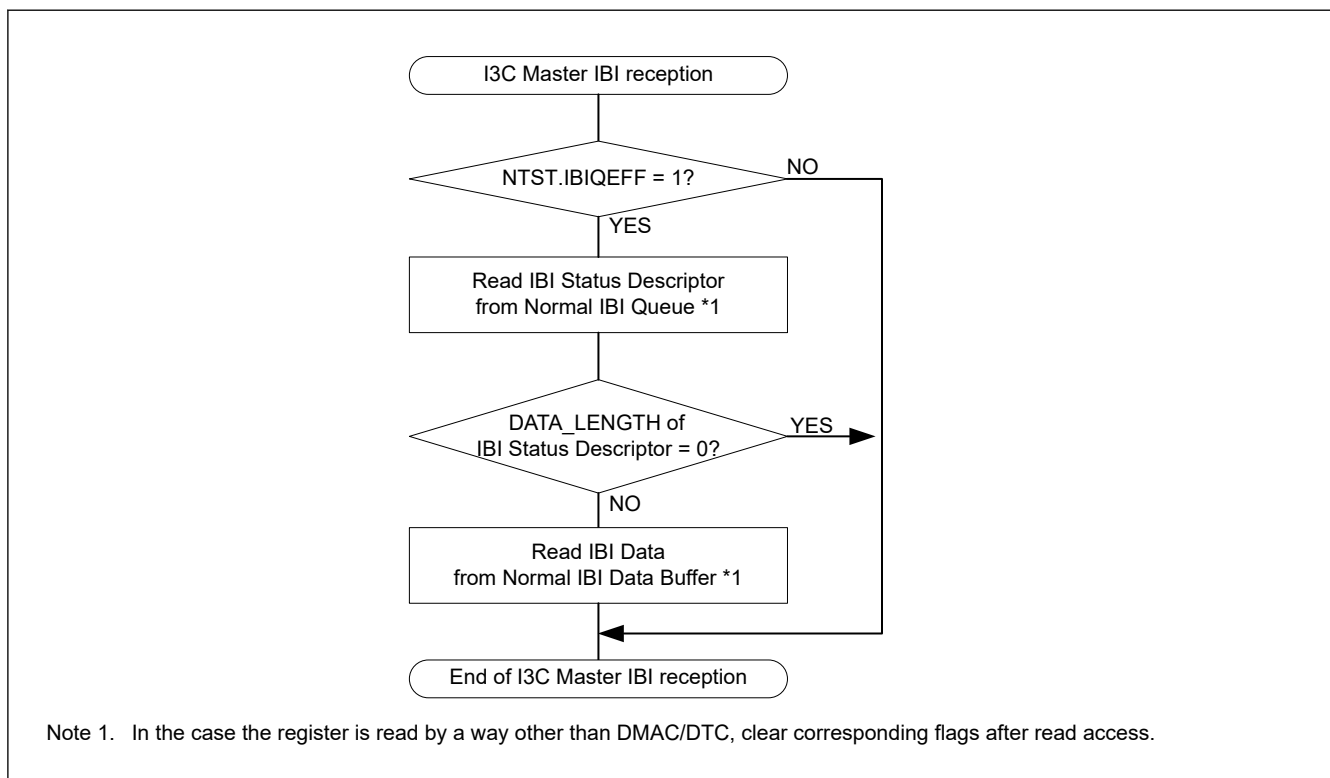 I3C Master IBI reception
NTST.IBIQEFF = 1?
NO
YES
Read IBI Status Descriptor
from Normal IBI Queue *1
DATA_LENGTH of
IBI Status Descriptor = 0?
YES
NO
Read IBI Data
from Normal IBI Data Buffer *1
End of I3C Master IBI reception
Note 1. In the case the register is read by a way other than DMAC/DTC, clear corresponding flags after read access.